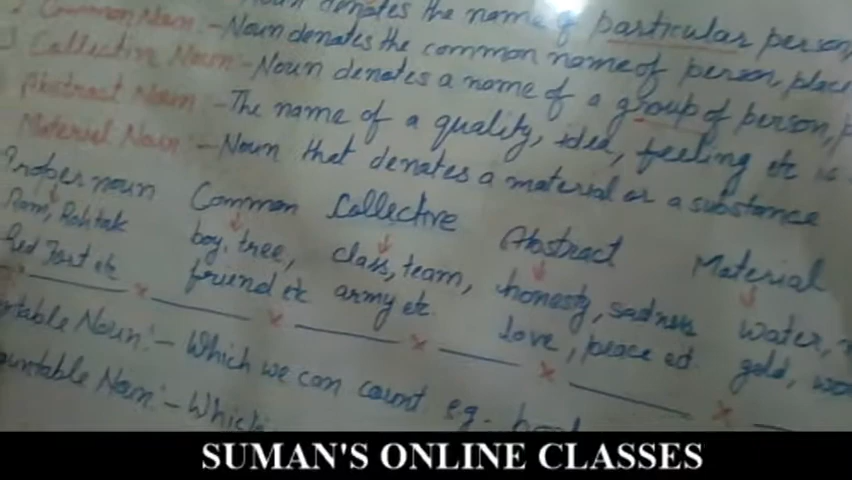 Noun denotes the name of particular person,
Common Noun :- Noun denotes the common name of person, place
Collective Noun - Noun denotes a name of a group of person,
Abstract Noun :- The name of a quality, idea, feeling etc is
Material Noun :- Noun that denotes a material or a substance
Proper noun Common Collective Abstract Material
Ram, Rohtak boy, tree, class, team, honesty, sadness water,
Red Fort etc friend etc army etc. love, peace etc. gold,
Noun :- Which we can count e.g.
Noun :- Which
SUMAN'S ONLINE CLASSES